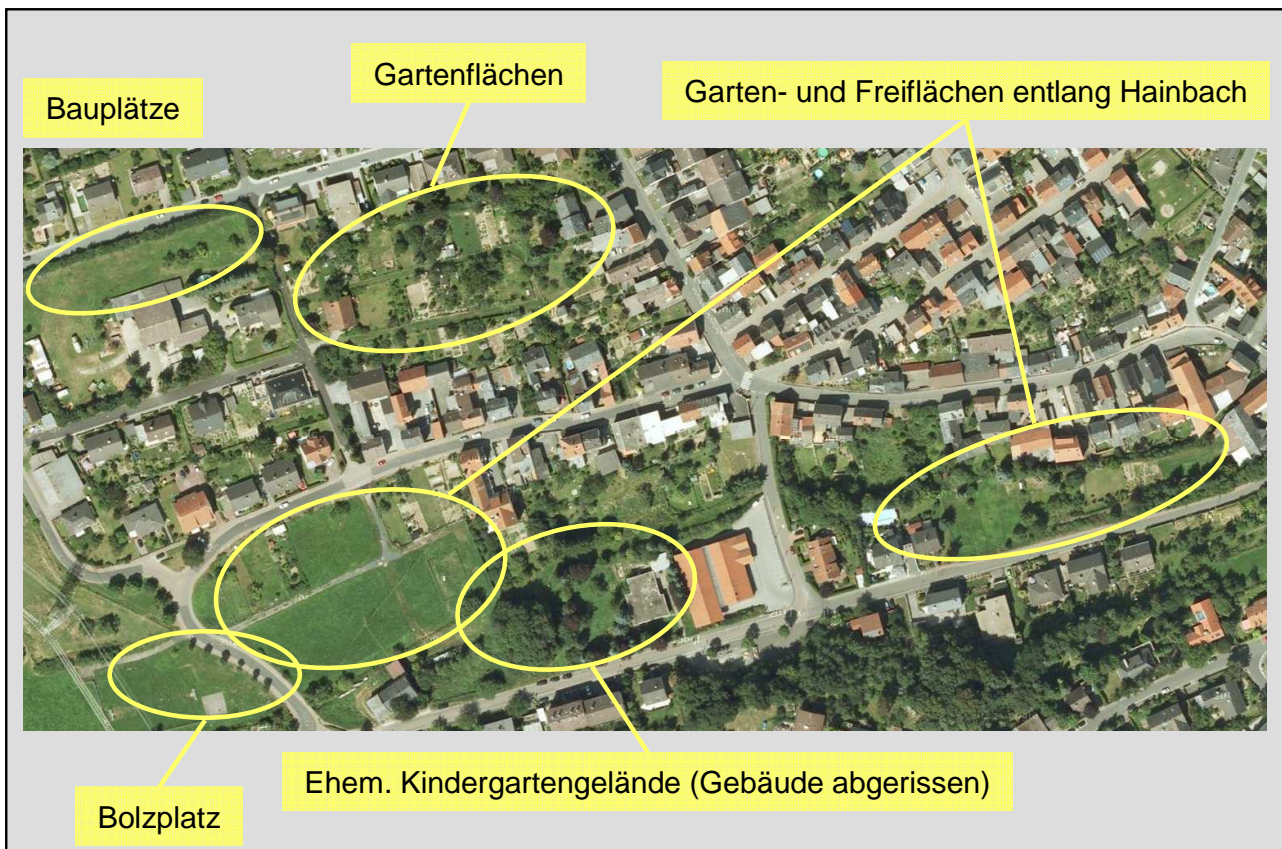 Gartenflächen
Bauplätze
Garten- und Freiflächen entlang Hainbach
Ehem. Kindergartengelände (Gebäude abgerissen)
Bolzplatz